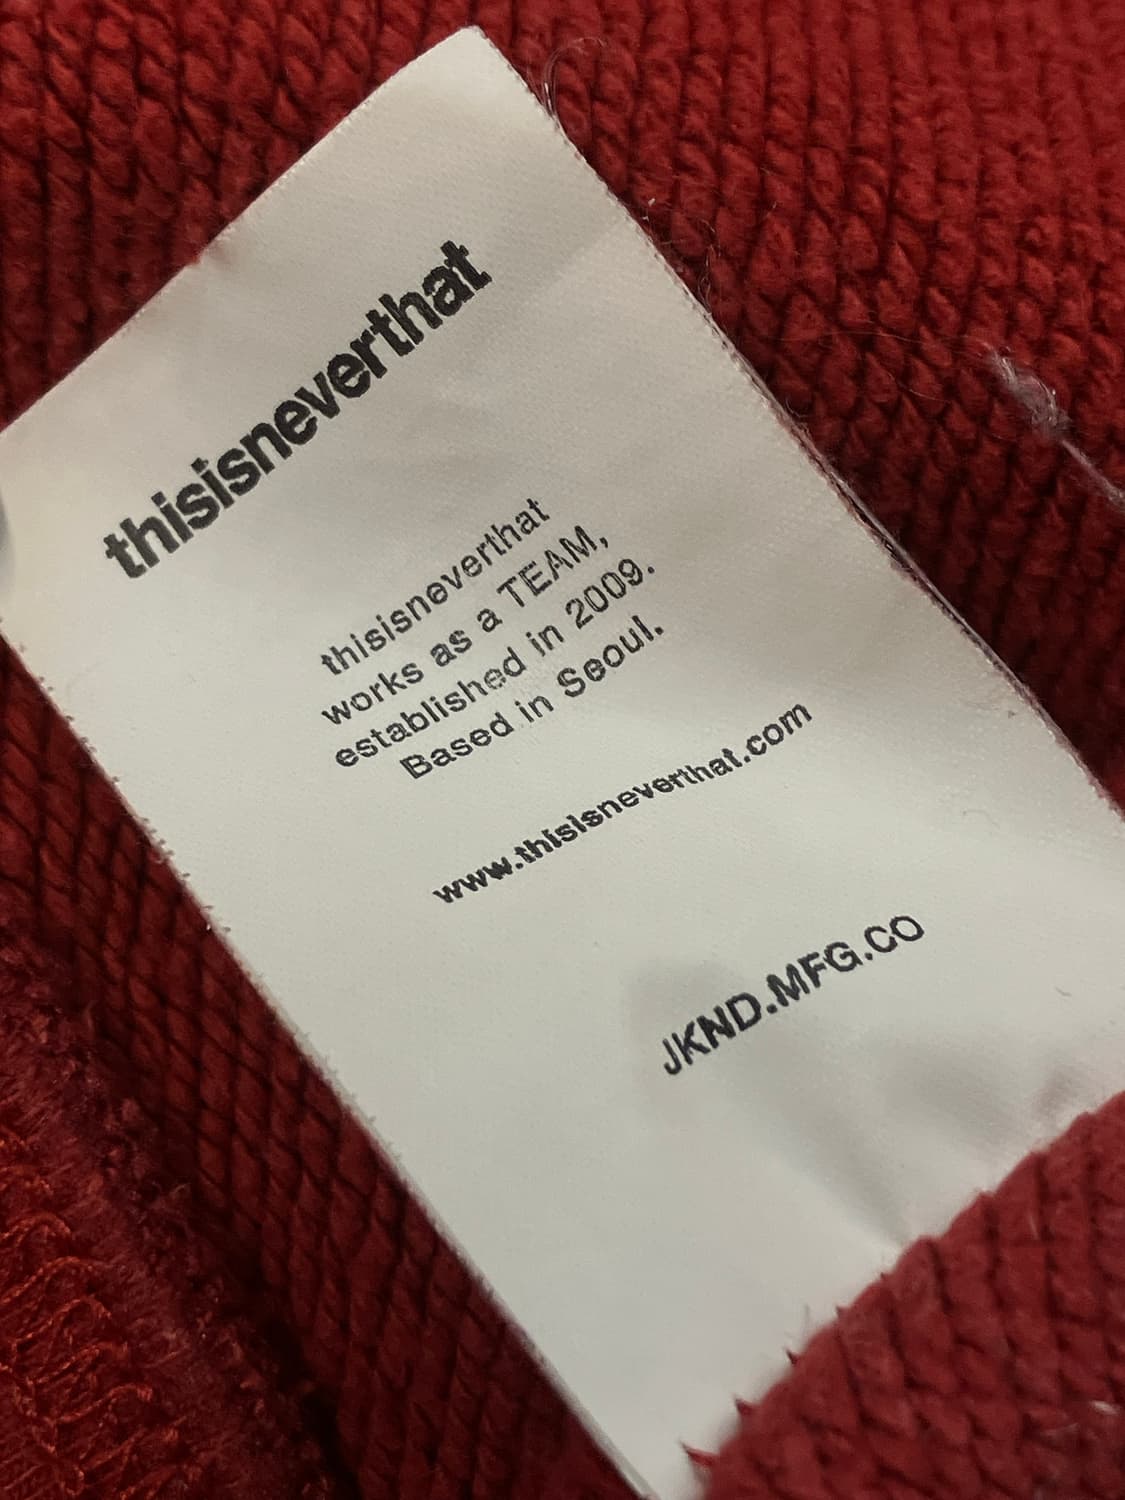 thisisneverthat
thisisneverthat
works as a TEAM,
established in 2009.
Based in Seoul.
www.thisisneverthat.com
JKND.MFG.CO